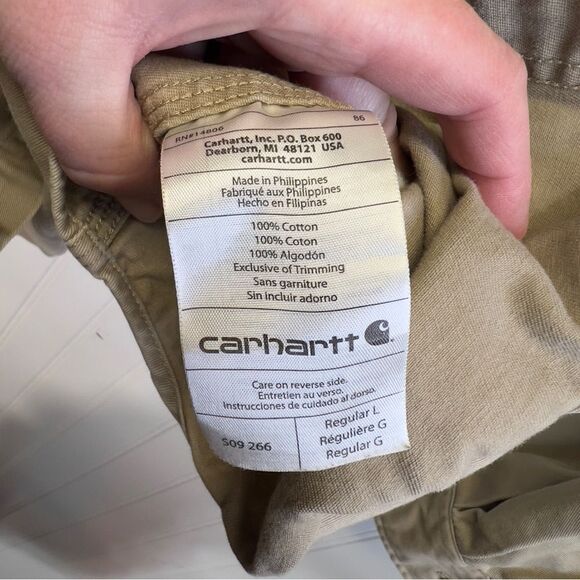 RN#14806 86
Carhartt, Inc. P.O. Box 600
Dearborn, MI 48121 USA
carhartt.com
Made in Philippines
Fabriqué aux Philippines
Hecho en Filipinas
100% Cotton
100% Coton
100% Algodón
Exclusive of Trimming
Sans garniture
Sin incluir adorno
carhartt
Care on reverse side.
Entretien au verso.
Instrucciones de cuidado al dorso.
S09 266
Regular L
Régulière G
Regular G